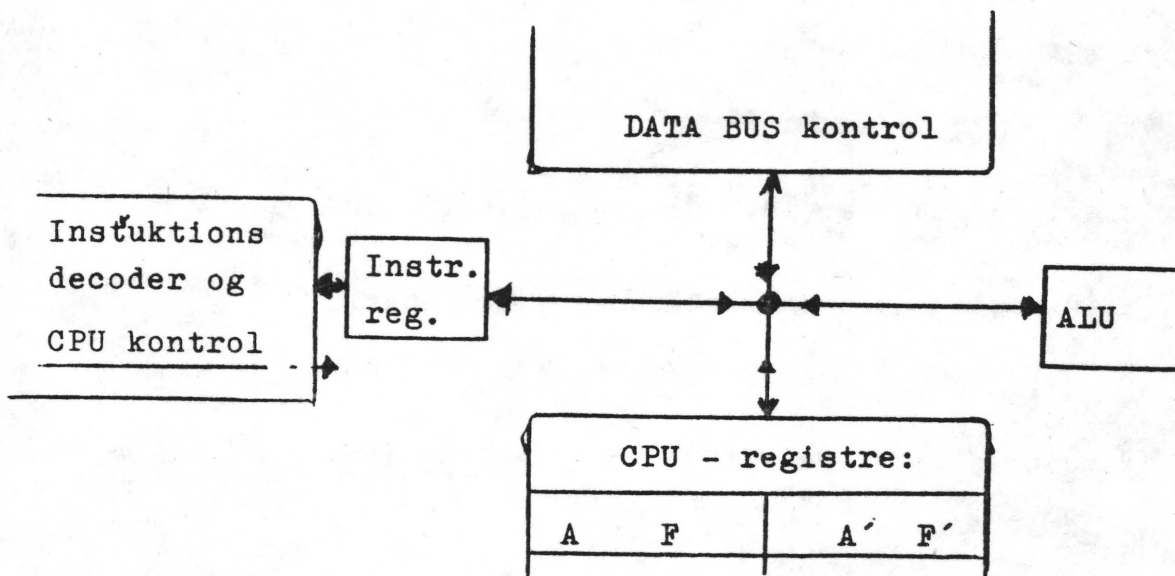 DATA BUS kontrol
Instuktions
decoder og
CPU kontrol
Instr.
reg.
ALU
CPU - registre:
A F A´ F´